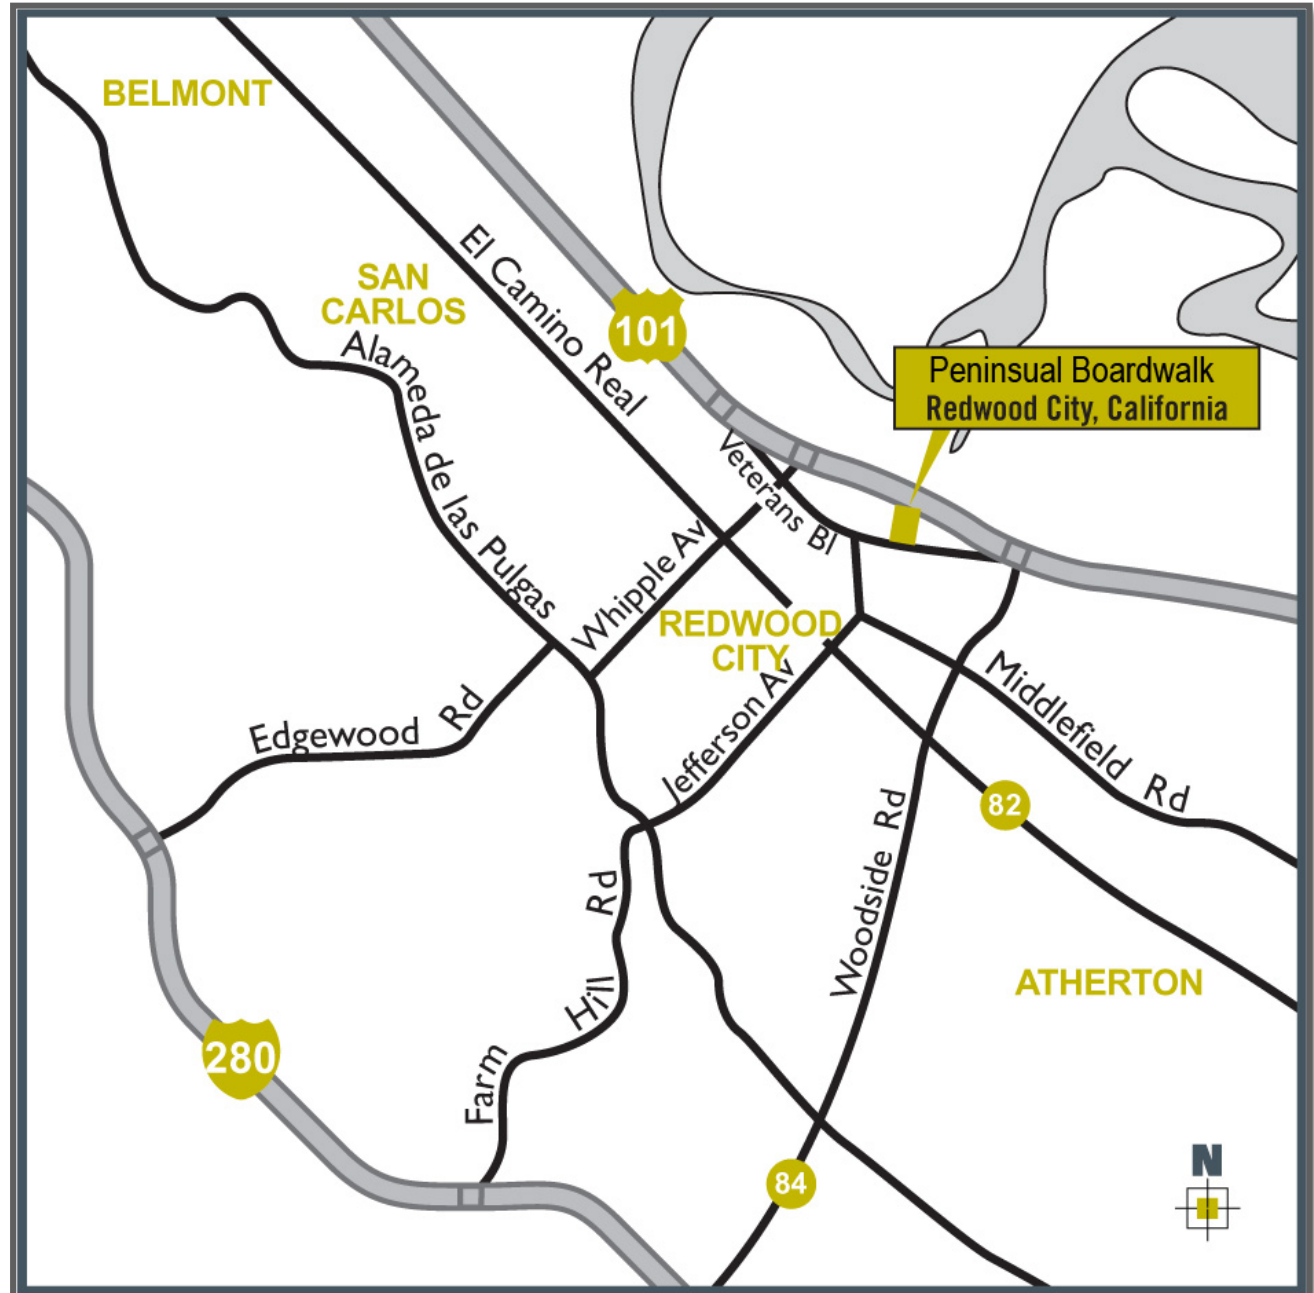 BELMONT
SAN
CARLOS
El Camino Real
101
Alameda de las Pulgas
Peninsual Boardwalk
Redwood City, California
Veterans Bl
Whipple Av
REDWOOD
CITY
Edgewood Rd
Jefferson Av
Middlefield Rd
82
Woodside Rd
Farm Hill Rd
ATHERTON
280
84
N